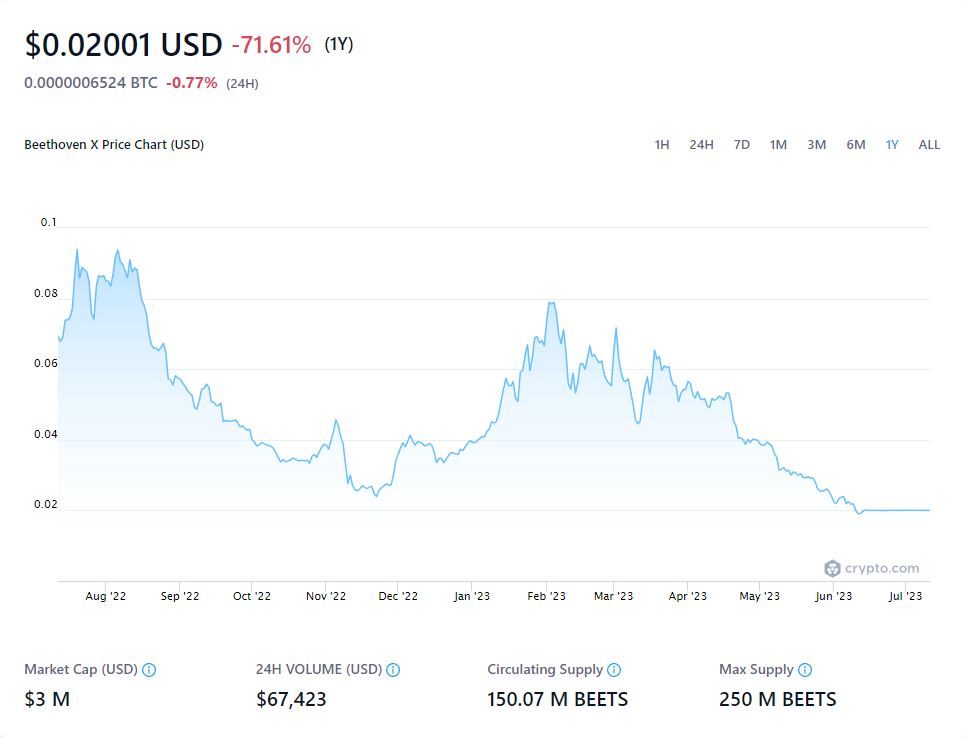 $0.02001 USD -71.61% (1Y)
0.0000006524 BTC -0.77% (24H)
Beethoven X Price Chart (USD) 1H 24H 7D 1M 3M 6M 1Y ALL
0.1
0.08
0.06
0.04
0.02
crypto.com
Aug '22 Sep '22 Oct '22 Nov '22 Dec '22 Jan '23 Feb '23 Mar '23 Apr '23 May '23 Jun '23 Jul '23
Market Cap (USD) 24H VOLUME (USD) Circulating Supply Max Supply
$3 M $67,423 150.07 M BEETS 250 M BEETS